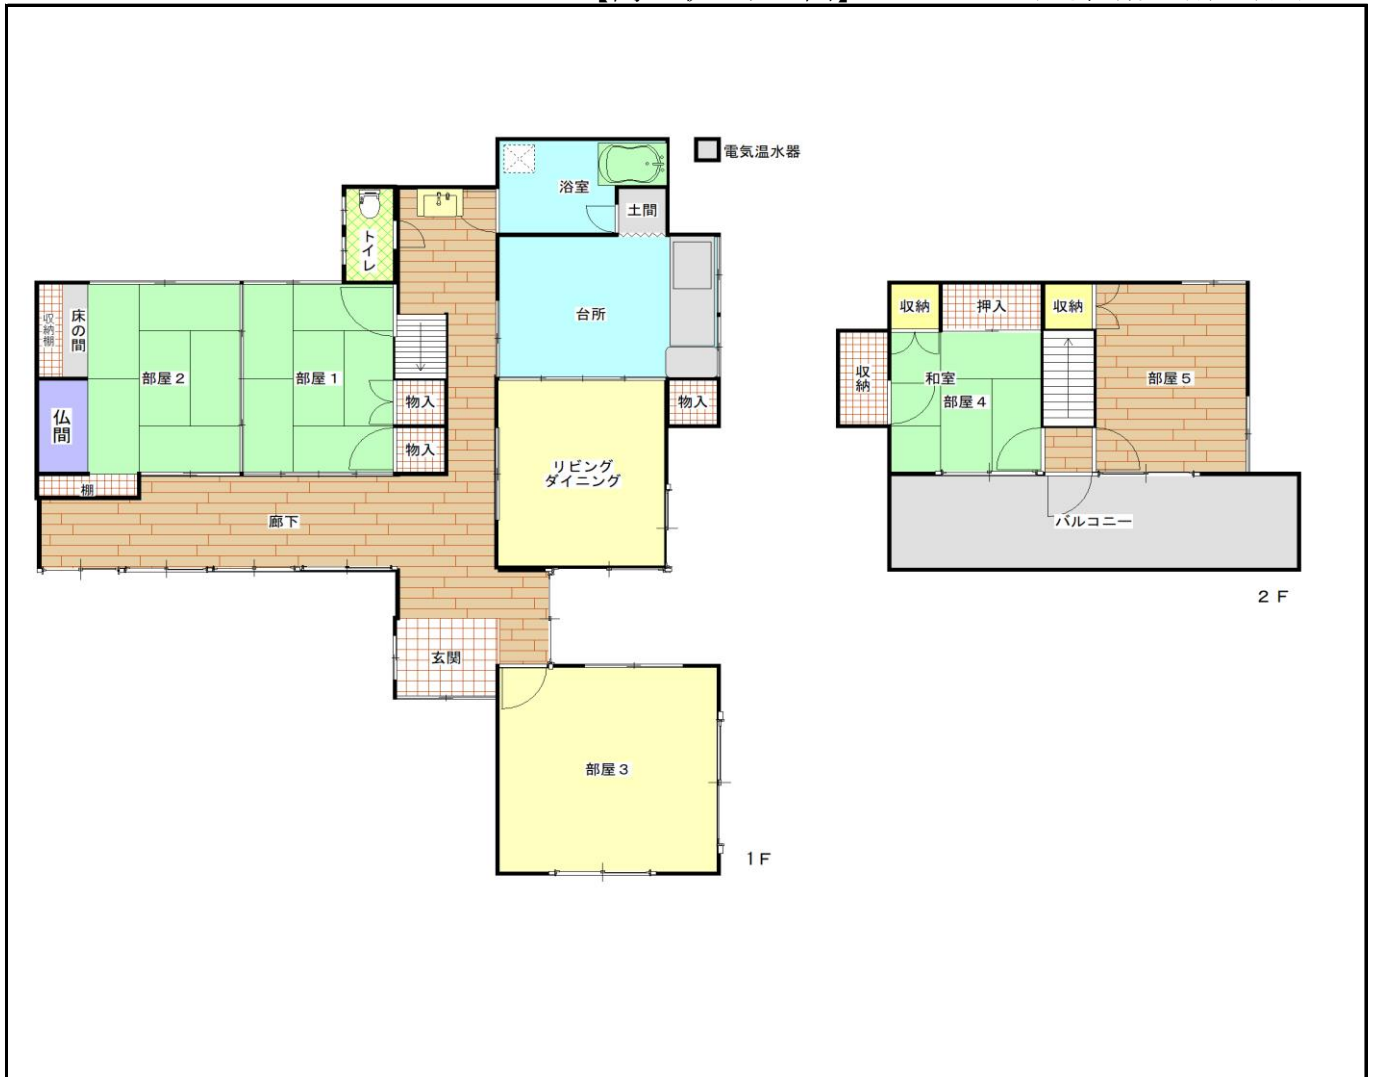 電気温水器
浴室
土間
トイレ
台所
収納棚
床の間
部屋２
部屋１
仏間
物入
物入
物入
リビング
ダイニング
棚
廊下
玄関
部屋３
１Ｆ
収納
押入
収納
収納
和室
部屋４
部屋５
バルコニー
２Ｆ